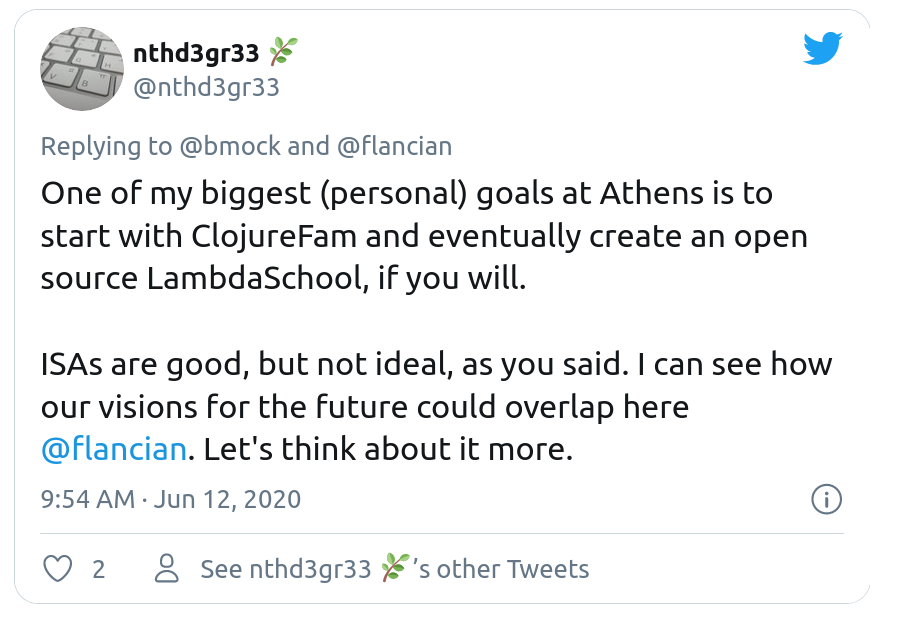 nthd3gr33 🌿
@nthd3gr33
Replying to @bmock and @flancian
One of my biggest (personal) goals at Athens is to
start with ClojureFam and eventually create an open
source LambdaSchool, if you will.
ISAs are good, but not ideal, as you said. I can see how
our visions for the future could overlap here
@flancian. Let's think about it more.
9:54 AM · Jun 12, 2020
2
See nthd3gr33 🌿's other Tweets